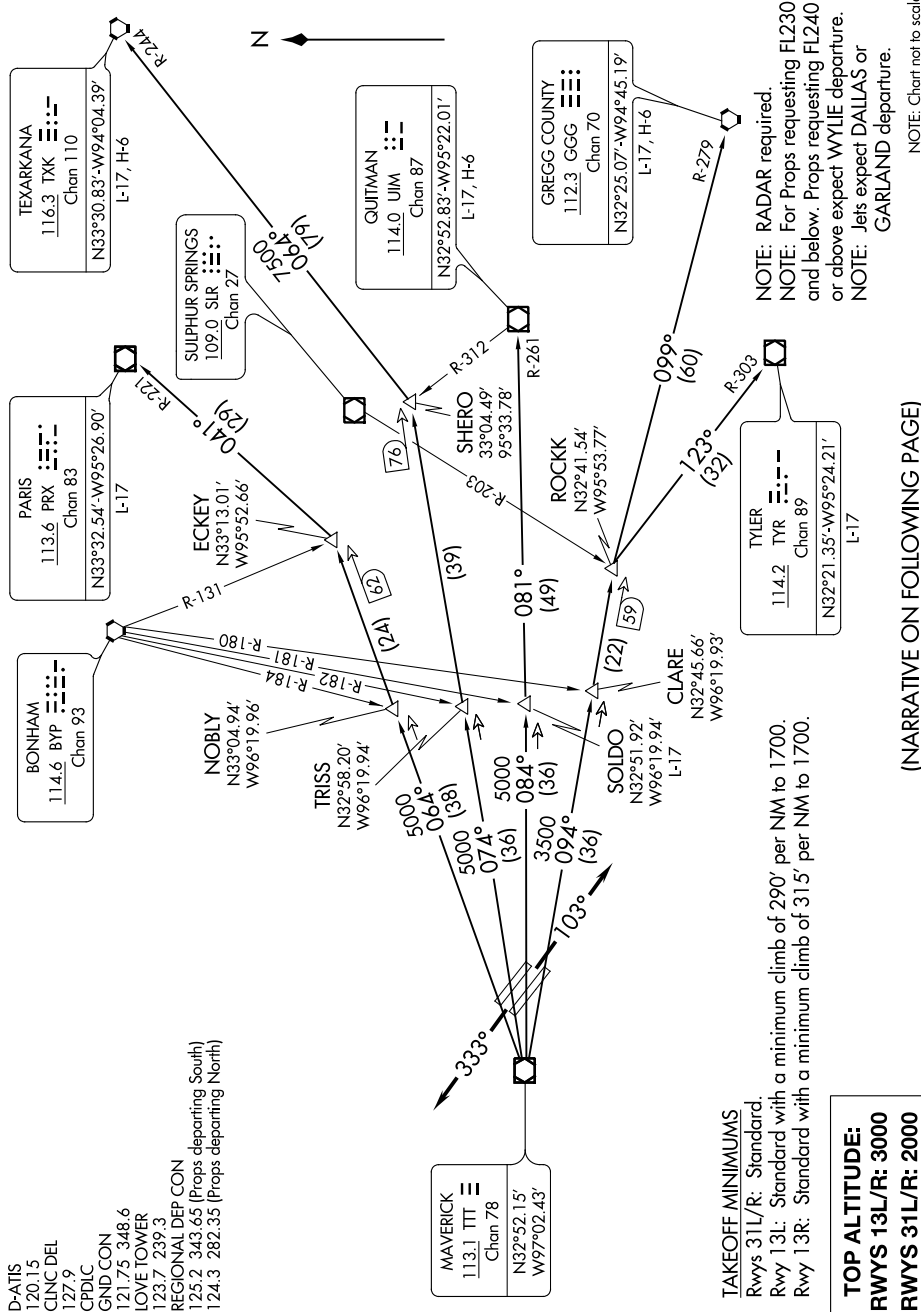 D-ATIS
120.15
CLNC DEL
127.9
CPDLC
GND CON
121.75 348.6
LOVE TOWER
123.7 239.3
REGIONAL DEP CON
125.2 343.65 (Props departing South)
124.3 282.35 (Props departing North)
BONHAM
114.6 BYP
Chan 93
PARIS
113.6 PRX
Chan 83
N33°32.54'-W95°26.90'
L-17
TEXARKANA
116.3 TXK
Chan 110
N33°30.83'-W94°04.39'
L-17, H-6
SULPHUR SPRINGS
109.0 SLR
Chan 27
QUITMAN
114.0 UIM
Chan 87
N32°52.83'-W95°22.01'
L-17, H-6
GREGG COUNTY
112.3 GGG
Chan 70
N32°25.07'-W94°45.19'
L-17, H-6
TYLER
114.2 TYR
Chan 89
N32°21.35'-W95°24.21'
L-17
MAVERICK
113.1 TTT
Chan 78
N32°52.15'
W97°02.43'
N
NOBLY
N33°04.94'
W96°19.96'
TRISS
N32°58.20'
W96°19.94'
SOLDO
N32°51.92'
W96°19.94'
L-17
CLARE
N32°45.66'
W96°19.93'
ECKEY
N33°13.01'
W95°52.66'
SHERO
33°04.49'
95°33.78'
ROCKK
N32°41.54'
W95°53.77'
R-131
R-180
R-181
R-182
R-184
R-221
R-244
R-312
R-261
R-203
R-279
R-303
5000
064°
(38)
5000
074°
(36)
5000
084°
(36)
3500
094°
(36)
(24)
62
041°
(29)
(39)
76
7500
064°
(79)
081°
(49)
(22)
59
099°
(60)
123°
(32)
333°
103°
TAKEOFF MINIMUMS
Rwys 31L/R: Standard.
Rwy 13L: Standard with a minimum climb of 290' per NM to 1700.
Rwy 13R: Standard with a minimum climb of 315' per NM to 1700.
TOP ALTITUDE:
RWYS 13L/R: 3000
RWYS 31L/R: 2000
NOTE: RADAR required.
NOTE: For Props requesting FL230
and below. Props requesting FL240
or above expect WYLIE departure.
NOTE: Jets expect DALLAS or
GARLAND departure.
NOTE: Chart not to scale
(NARRATIVE ON FOLLOWING PAGE)